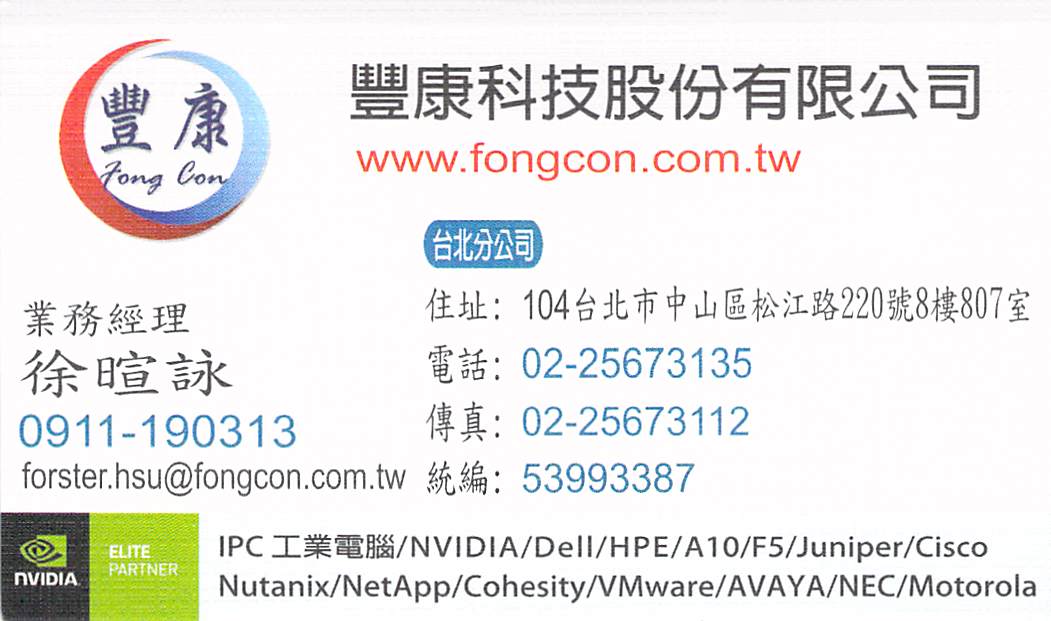 豐康
Fong Con
豐康科技股份有限公司
www.fongcon.com.tw
台北分公司
住址: 104台北市中山區松江路220號8樓807室
電話: 02-25673135
傳真: 02-25673112
統編: 53993387
業務經理
徐暄詠
0911-190313
forster.hsu@fongcon.com.tw
NVIDIA
ELITE
PARTNER
IPC 工業電腦/NVIDIA/Dell/HPE/A10/F5/Juniper/Cisco
Nutanix/NetApp/Cohesity/VMware/AVAYA/NEC/Motorola